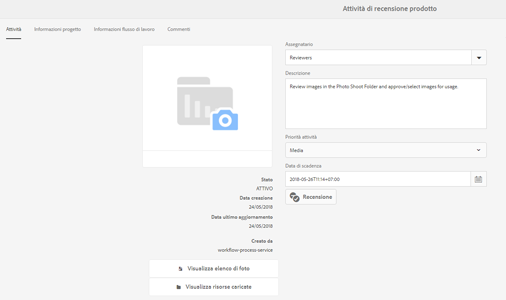 Attività di recensione prodotto
Attività Informazioni progetto Informazioni flusso di lavoro Commenti
Assegnatario
Reviewers
Descrizione
Review images in the Photo Shoot Folder and approve/select images for usage.
Priorità attività
Media
Stato
ATTIVO
Data creazione
24/05/2018
Data ultimo aggiornamento
24/05/2018
Creato da
workflow-process-service
Data di scadenza
2018-05-26T11:14+07:00
Recensione
Visualizza elenco di foto
Visualizza risorse caricate